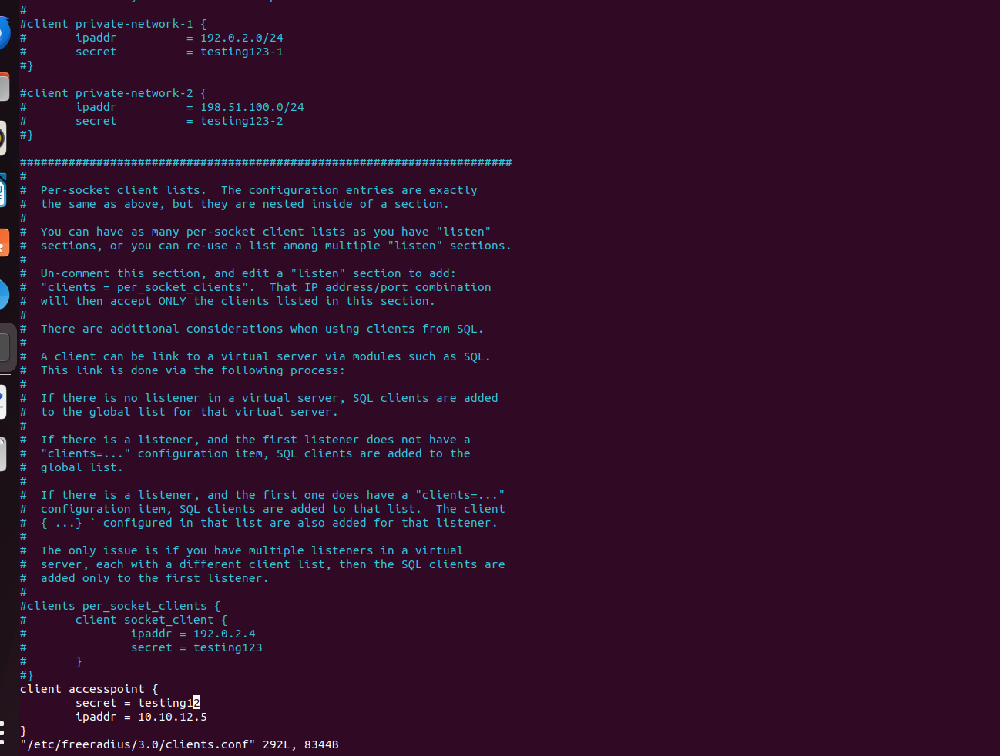 #
#client private-network-1 {
#       ipaddr          = 192.0.2.0/24
#       secret          = testing123-1
#}

#client private-network-2 {
#       ipaddr          = 198.51.100.0/24
#       secret          = testing123-2
#}

#######################################################################
#
#  Per-socket client lists.  The configuration entries are exactly
#  the same as above, but they are nested inside of a section.
#
#  You can have as many per-socket client lists as you have "listen"
#  sections, or you can re-use a list among multiple "listen" sections.
#
#  Un-comment this section, and edit a "listen" section to add:
#  "clients = per_socket_clients".  That IP address/port combination
#  will then accept ONLY the clients listed in this section.
#
#  There are additional considerations when using clients from SQL.
#
#  A client can be link to a virtual server via modules such as SQL.
#  This link is done via the following process:
#
#  If there is no listener in a virtual server, SQL clients are added
#  to the global list for that virtual server.
#
#  If there is a listener, and the first listener does not have a
#  "clients=..." configuration item, SQL clients are added to the
#  global list.
#
#  If there is a listener, and the first one does have a "clients=..."
#  configuration item, SQL clients are added to that list.  The client
#  { ...} ` configured in that list are also added for that listener.
#
#  The only issue is if you have multiple listeners in a virtual
#  server, each with a different client list, then the SQL clients are
#  added only to the first listener.
#
#clients per_socket_clients {
#       client socket_client {
#               ipaddr = 192.0.2.4
#               secret = testing123
#       }
#}
client accesspoint {
        secret = testing12
        ipaddr = 10.10.12.5
}
"/etc/freeradius/3.0/clients.conf" 292L, 8344B